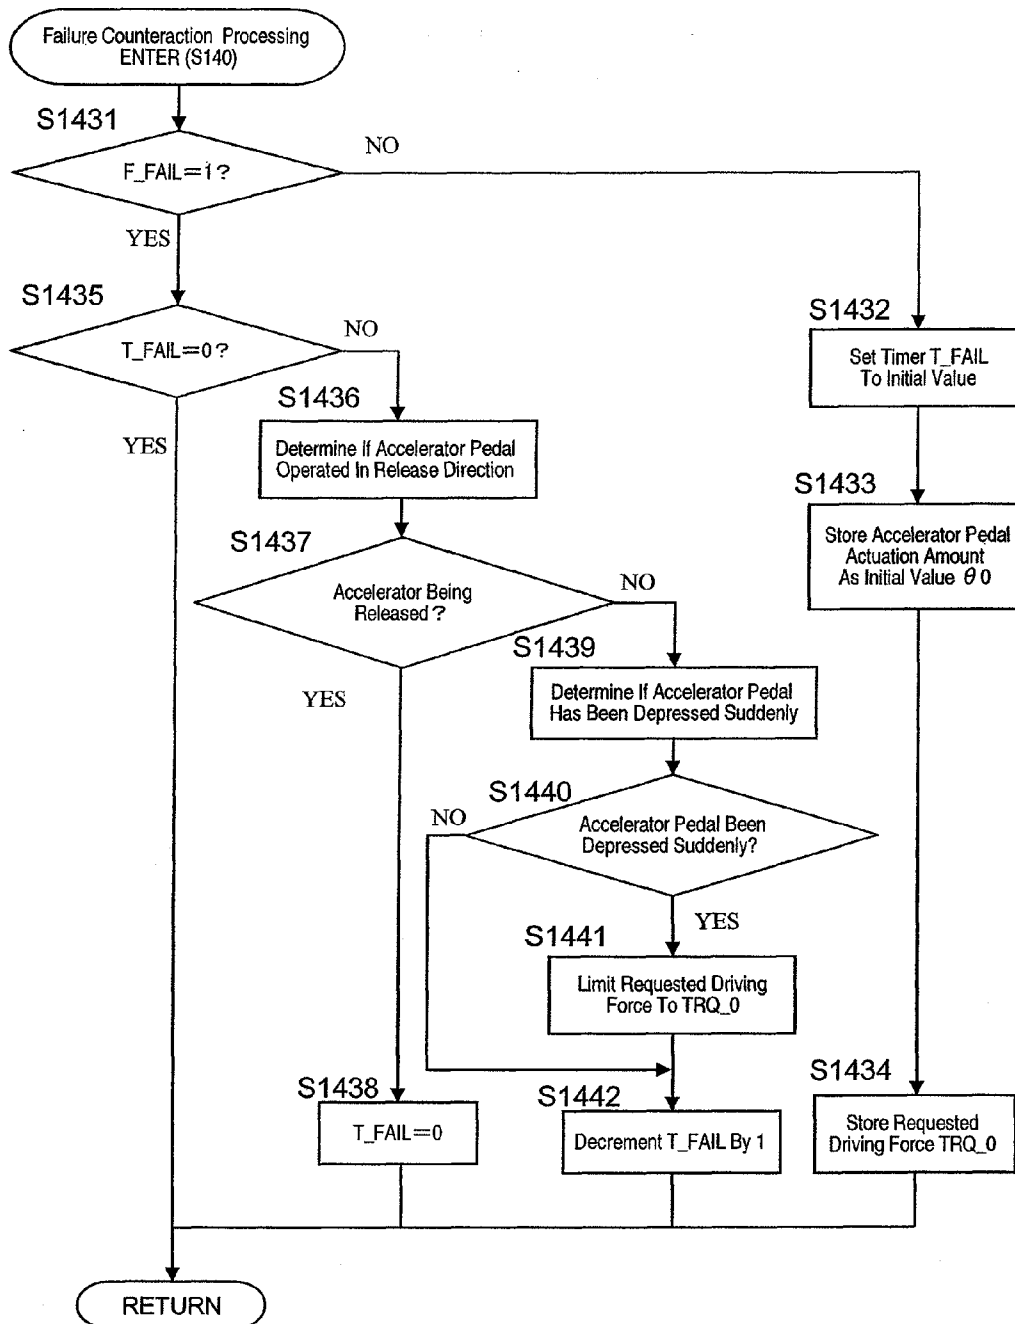 Failure Counteraction Processing
ENTER (S140)
S1431
F_FAIL=1?
NO
YES
S1435
T_FAIL=0?
NO
YES
S1432
Set Timer T_FAIL
To Initial Value
S1436
Determine If Accelerator Pedal
Operated In Release Direction
S1433
Store Accelerator Pedal
Actuation Amount
As Initial Value θ0
S1437
Accelerator Being
Released?
NO
YES
S1439
Determine If Accelerator Pedal
Has Been Depressed Suddenly
S1440
NO
Accelerator Pedal Been
Depressed Suddenly?
YES
S1441
Limit Requested Driving
Force To TRQ_0
S1438
T_FAIL=0
S1442
Decrement T_FAIL By 1
S1434
Store Requested
Driving Force TRQ_0
RETURN